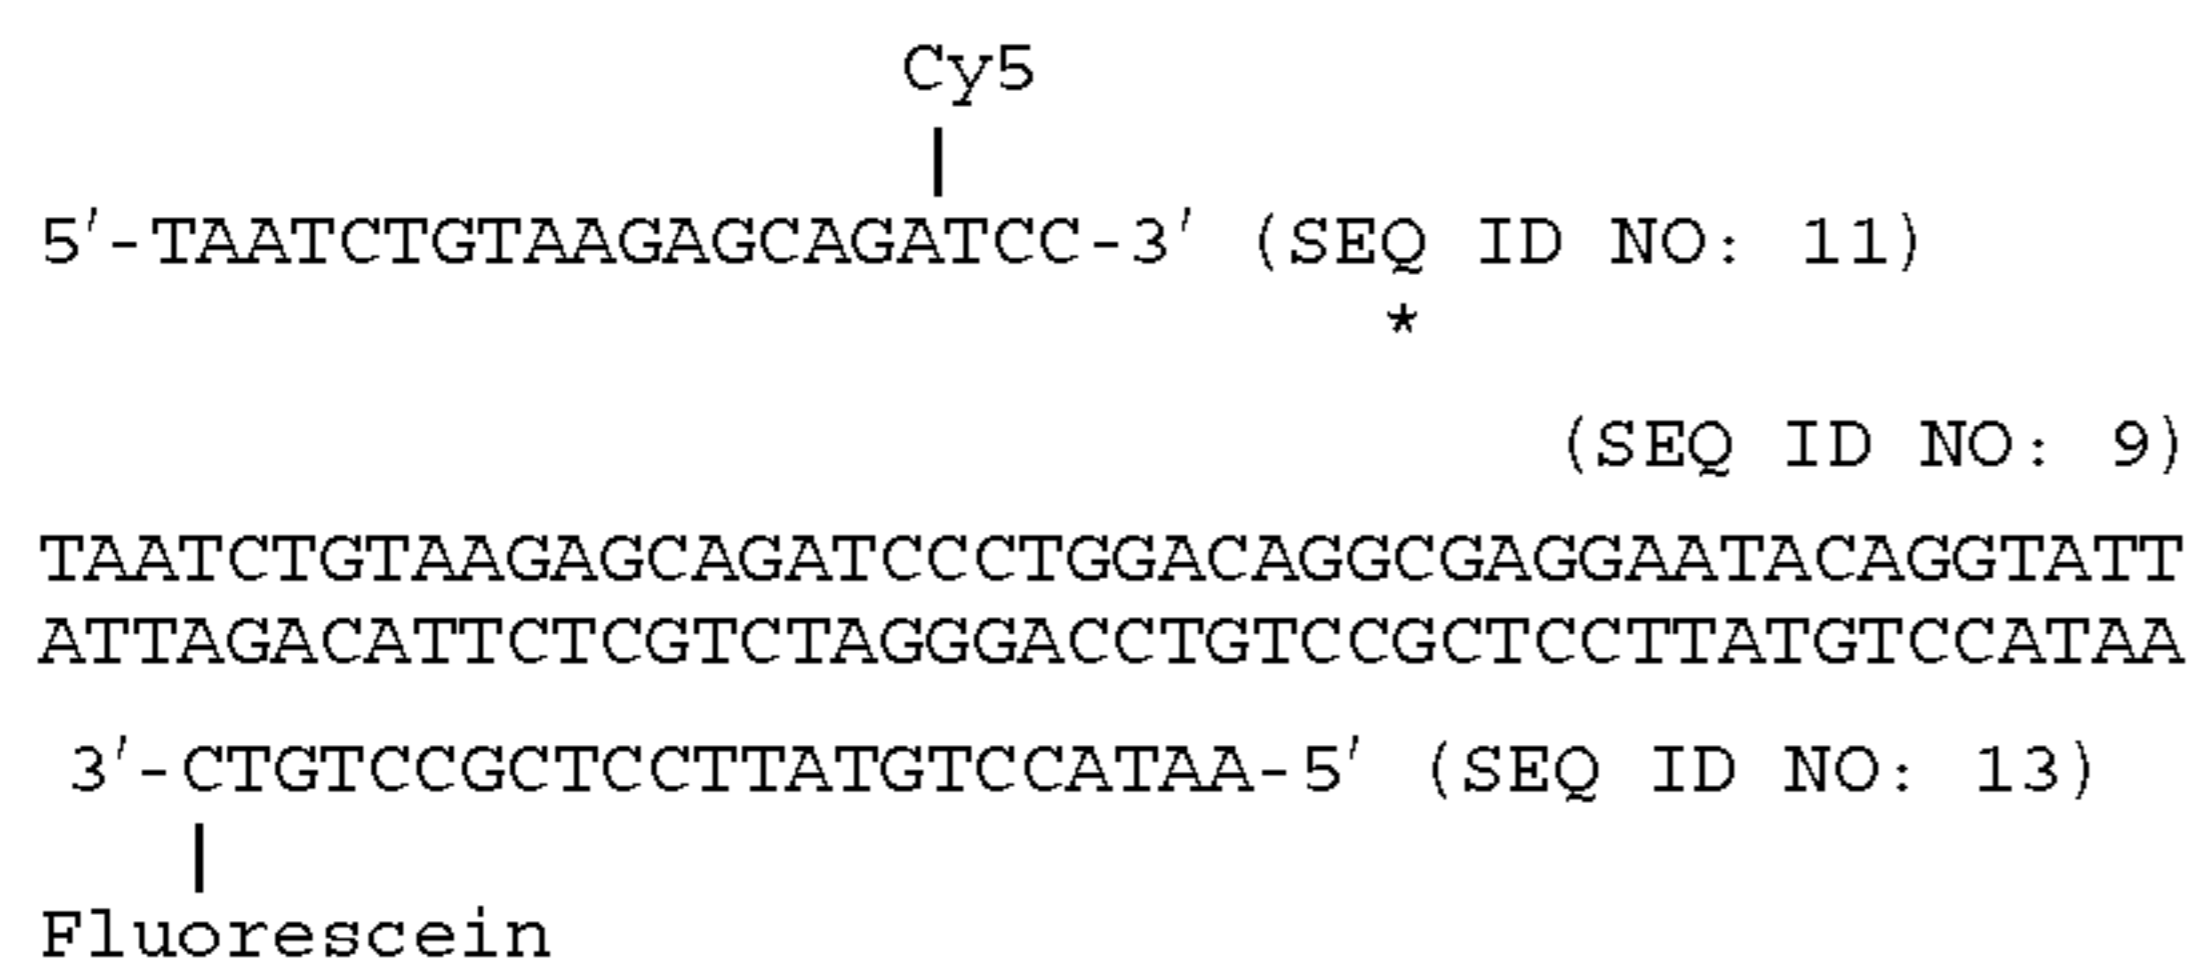 Cy5
|
5'-TAATCTGTAAGAGCAGATCC-3' (SEQ ID NO: 11)
*
(SEQ ID NO: 9)
TAATCTGTAAGAGCAGATCCCTGGACAGGCGAGGAATACAGGTATT
ATTAGACATTCTCGTCTAGGGACCTGTCCGCTCCTTATGTCCATAA
3'-CTGTCCGCTCCTTATGTCCATAA-5' (SEQ ID NO: 13)
|
Fluorescein